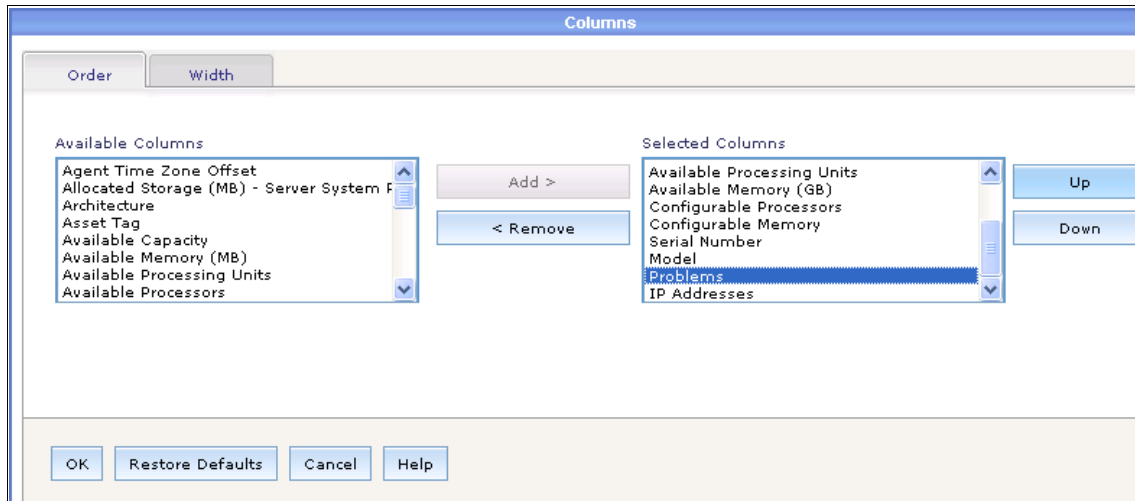 Columns
Order
Width
Available Columns
Agent Time Zone Offset
Allocated Storage (MB) - Server System
Architecture
Asset Tag
Available Capacity
Available Memory (MB)
Available Processing Units
Available Processors
Add >
< Remove
Selected Columns
Available Processing Units
Available Memory (GB)
Configurable Processors
Configurable Memory
Serial Number
Model
Problems
IP Addresses
Up
Down
OK
Restore Defaults
Cancel
Help